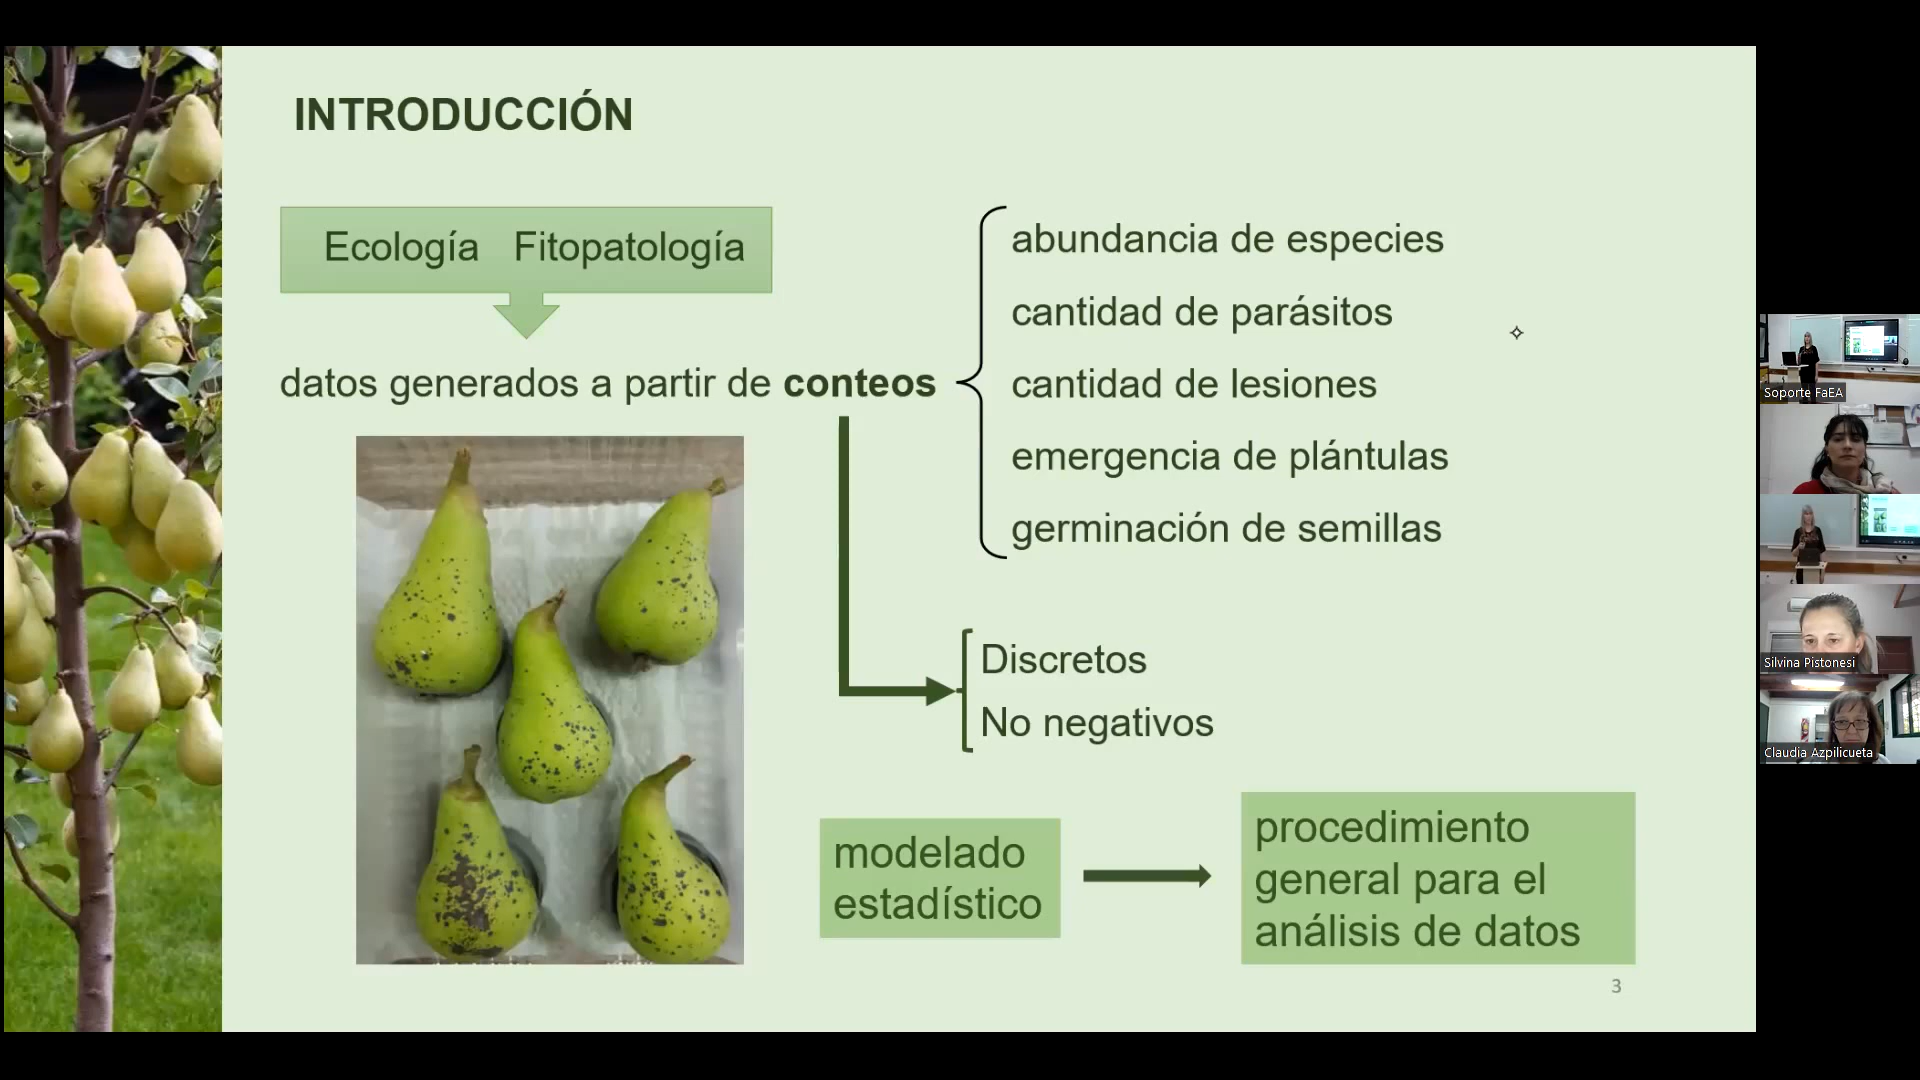 INTRODUCCIÓN
Ecología Fitopatología
datos generados a partir de conteos
abundancia de especies
cantidad de parásitos
cantidad de lesiones
emergencia de plántulas
germinación de semillas
Discretos
No negativos
modelado
estadístico
procedimiento
general para el
análisis de datos
3
Soporte FaEA
Silvina Pistonesi
Claudia Azpilicueta